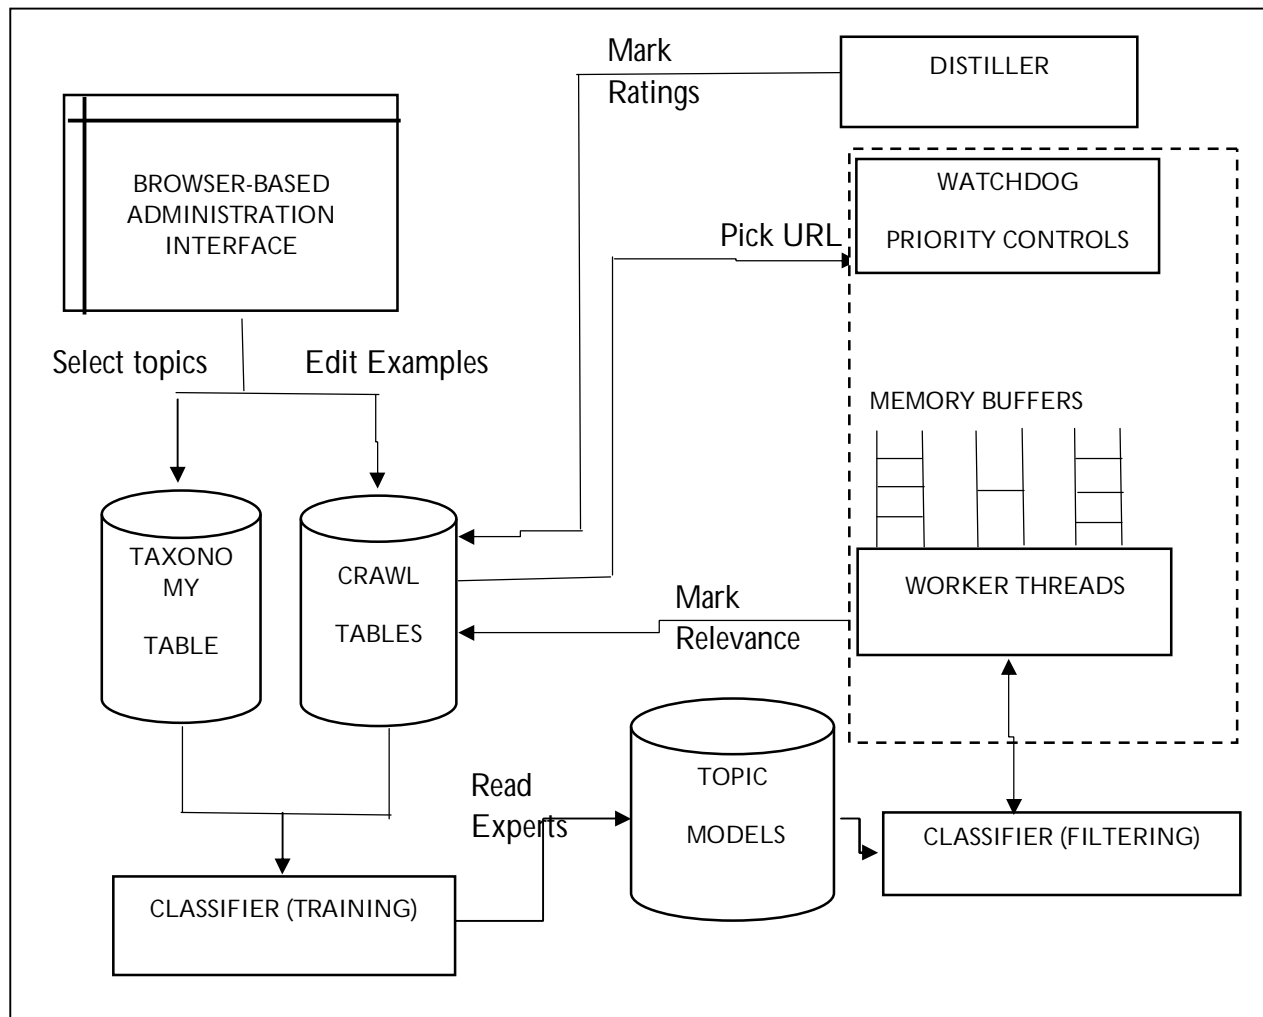 Mark
Ratings
DISTILLER
BROWSER-BASED
ADMINISTRATION
INTERFACE
WATCHDOG
PRIORITY CONTROLS
Pick URL
Select topics
Edit Examples
MEMORY BUFFERS
TAXONO
MY
TABLE
CRAWL
TABLES
WORKER THREADS
Mark
Relevance
Read
Experts
TOPIC
MODELS
CLASSIFIER (FILTERING)
CLASSIFIER (TRAINING)